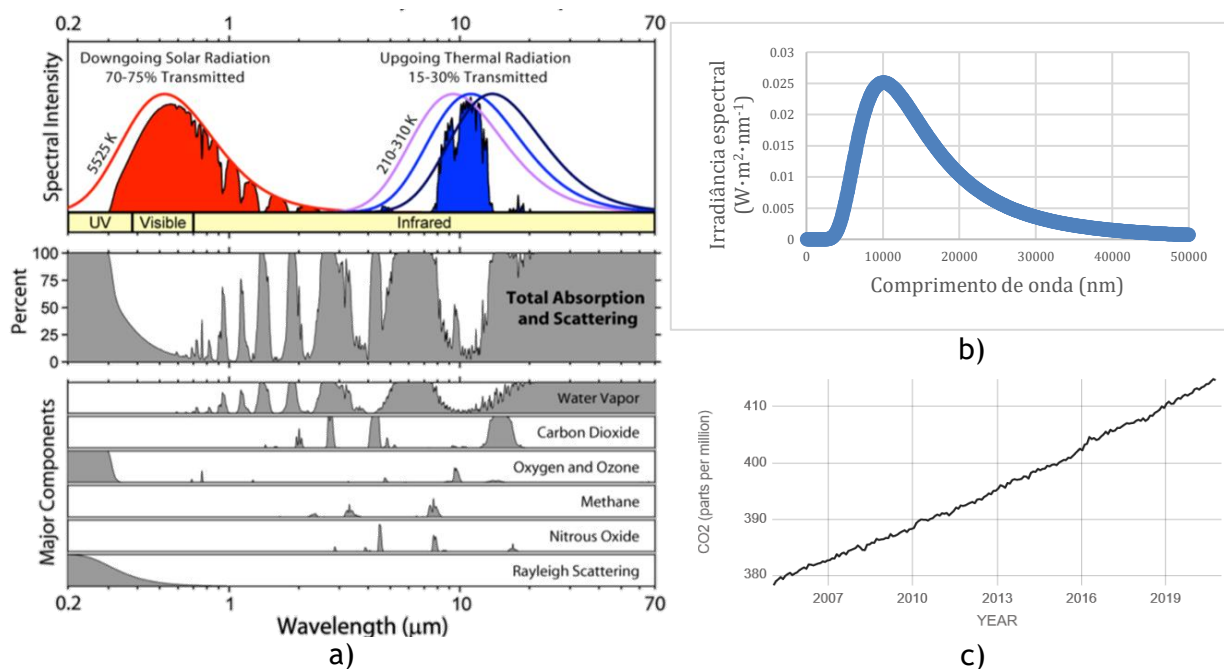 0.2 1 10 70
Downgoing Solar Radiation
70-75% Transmitted
Upgoing Thermal Radiation
15-30% Transmitted
Spectral Intensity
5525 K
210-310 K
UV Visible Infrared
Percent
100
75
50
25
0
Total Absorption
and Scattering
Major Components
Water Vapor
Carbon Dioxide
Oxygen and Ozone
Methane
Nitrous Oxide
Rayleigh Scattering
0.2 1 10 70
Wavelength (μm)
a)
Irradiância espectral
(W·m²·nm⁻¹)
0.03
0.025
0.02
0.015
0.01
0.005
0
0 10000 20000 30000 40000 50000
Comprimento de onda (nm)
b)
CO2 (parts per million)
410
400
390
380
2007 2010 2013 2016 2019
YEAR
c)